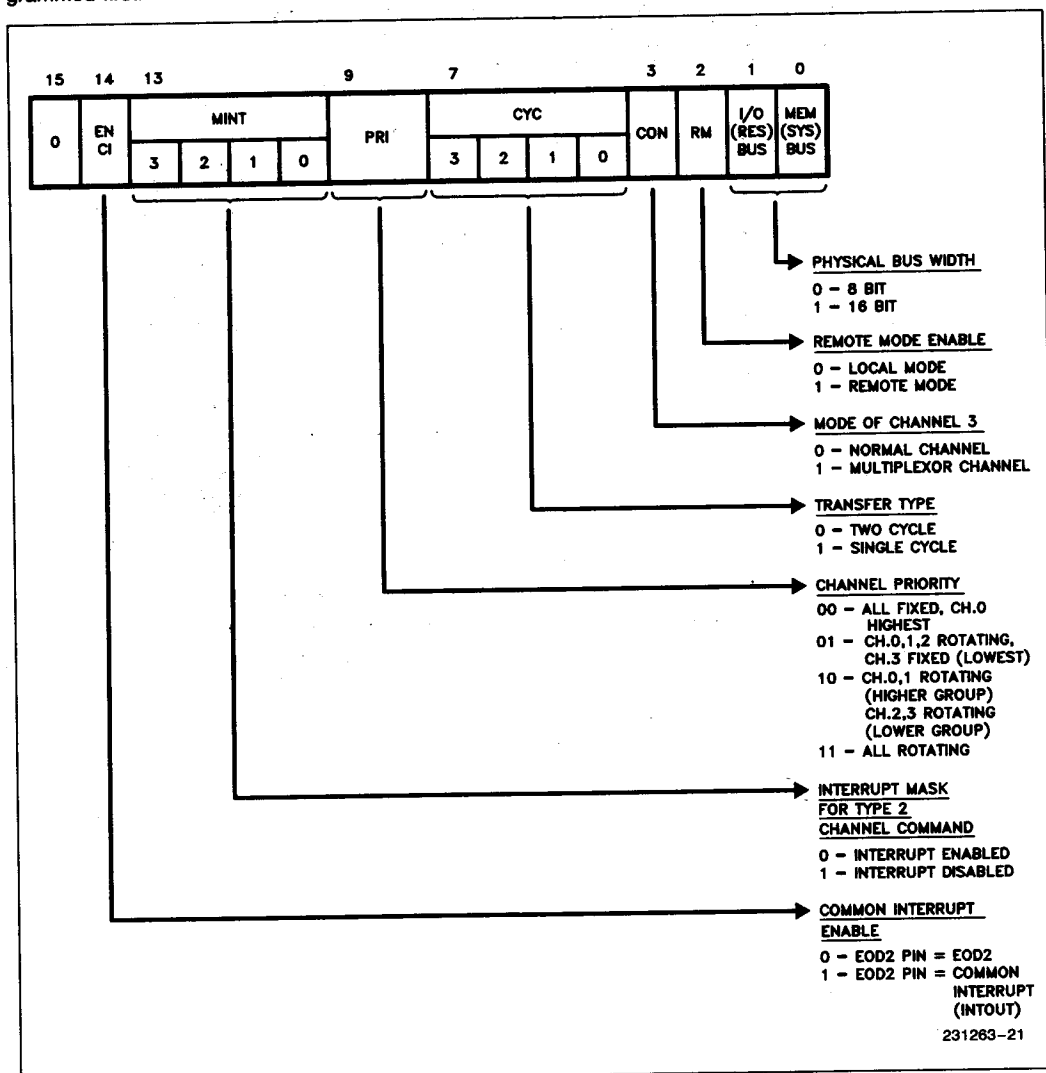 15 14 13 9 7 3 2 1 0
0 EN CI MINT PRI CYC CON RM I/O (RES) BUS MEM (SYS) BUS
3 2 1 0 3 2 1 0
PHYSICAL BUS WIDTH
0 – 8 BIT
1 – 16 BIT
REMOTE MODE ENABLE
0 – LOCAL MODE
1 – REMOTE MODE
MODE OF CHANNEL 3
0 – NORMAL CHANNEL
1 – MULTIPLEXOR CHANNEL
TRANSFER TYPE
0 – TWO CYCLE
1 – SINGLE CYCLE
CHANNEL PRIORITY
00 – ALL FIXED, CH.0
HIGHEST
01 – CH.0,1,2 ROTATING,
CH.3 FIXED (LOWEST)
10 – CH.0,1 ROTATING
(HIGHER GROUP)
CH.2,3 ROTATING
(LOWER GROUP)
11 – ALL ROTATING
INTERRUPT MASK
FOR TYPE 2
CHANNEL COMMAND
0 – INTERRUPT ENABLED
1 – INTERRUPT DISABLED
COMMON INTERRUPT
ENABLE
0 – EOD2 PIN = EOD2
1 – EOD2 PIN = COMMON
INTERRUPT
(INTOUT)
231263–21